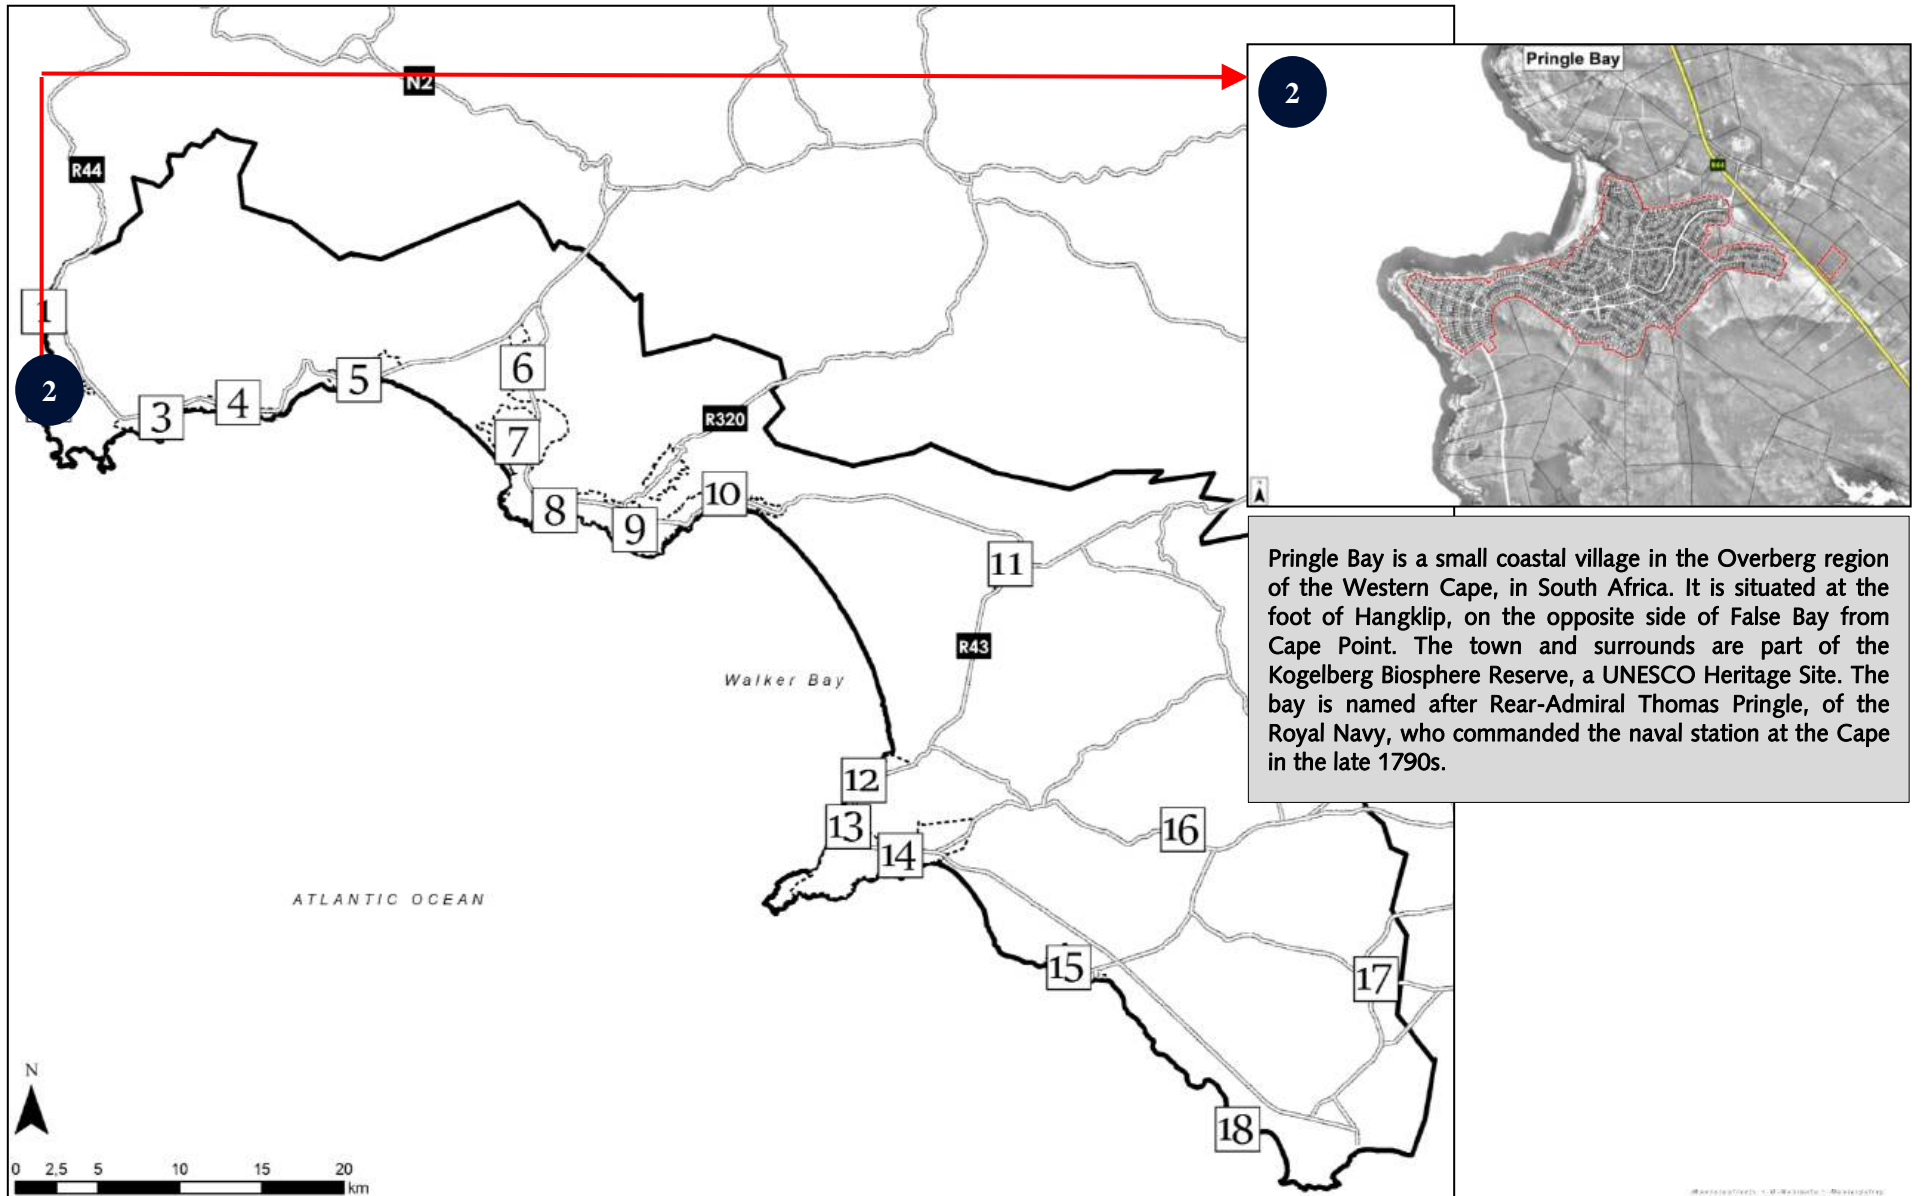 N2
R44
1
2
3
4
5
6
7
R320
8
9
10
11
R43
Walker Bay
12
13
14
16
ATLANTIC OCEAN
15
17
18
N
0 2,5 5 10 15 20
km
2
Pringle Bay
R44
Pringle Bay is a small coastal village in the Overberg region
of the Western Cape, in South Africa. It is situated at the
foot of Hangklip, on the opposite side of False Bay from
Cape Point. The town and surrounds are part of the
Kogelberg Biosphere Reserve, a UNESCO Heritage Site. The
bay is named after Rear-Admiral Thomas Pringle, of the
Royal Navy, who commanded the naval station at the Cape
in the late 1790s.